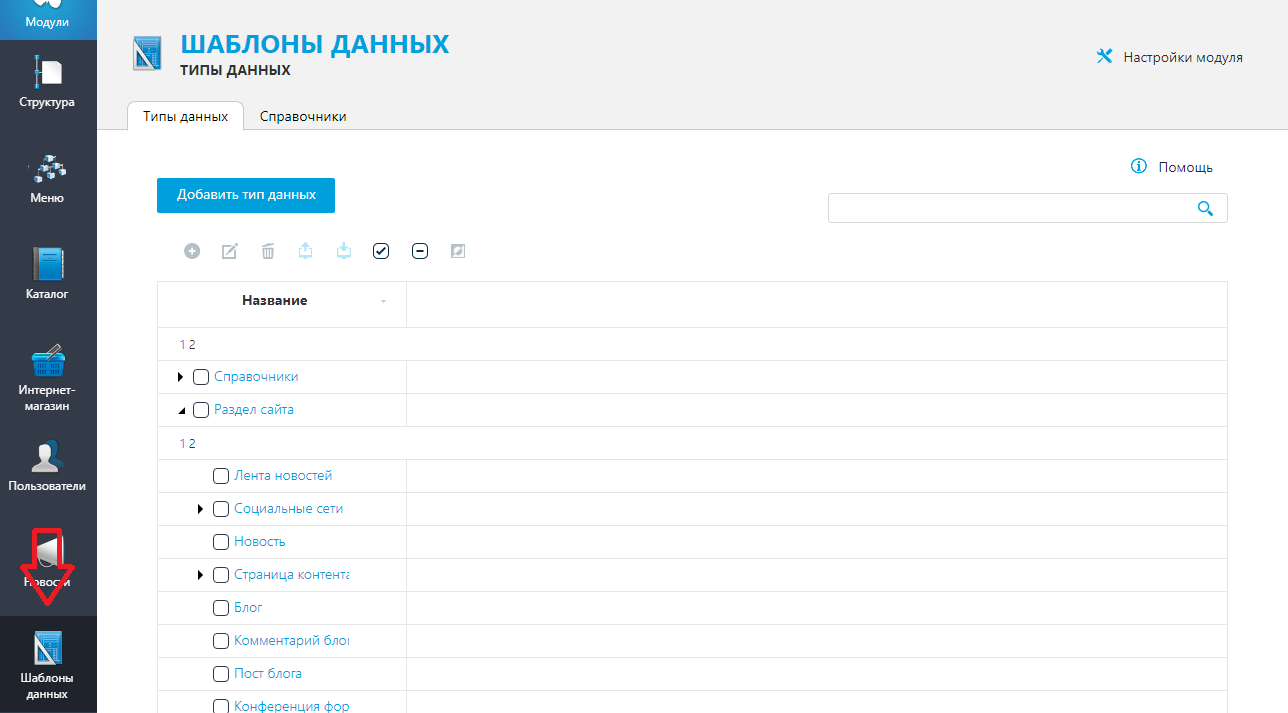 Модули
Структура
Меню
Каталог
Интернет-
магазин
Пользователи
Новости
Шаблоны
данных
ШАБЛОНЫ ДАННЫХ
ТИПЫ ДАННЫХ
Настройки модуля
Типы данных
Справочники
Помощь
Добавить тип данных
Название
1 2
Справочники
Раздел сайта
1 2
Лента новостей
Социальные сети
Новость
Страница контента
Блог
Комментарий бло
Пост блога
Конференция фор